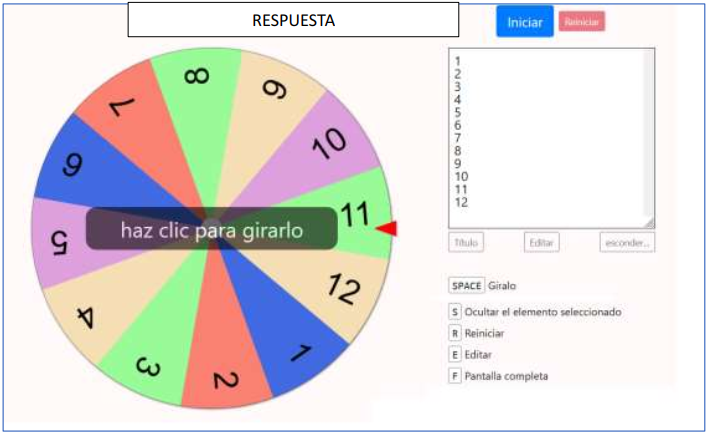 RESPUESTA
Iniciar
Reiniciar
1
2
3
4
5
6
7
8
9
10
11
12
Título
Editar
esconder...
SPACE Gíralo
S Ocultar el elemento seleccionado
R Reiniciar
E Editar
F Pantalla completa
8
9
10
11
12
1
2
3
4
5
6
7
haz clic para girarlo